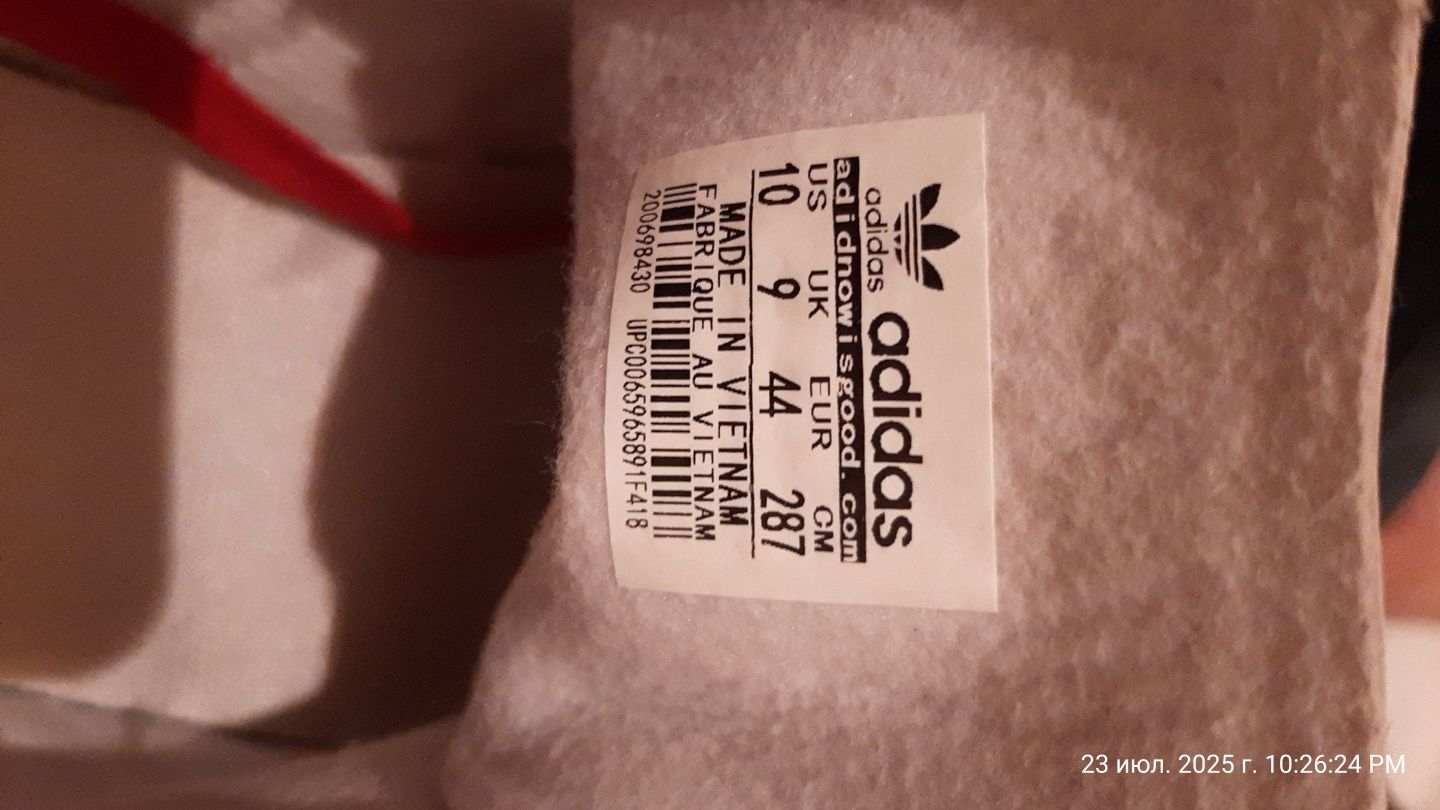 adidas adidas
adidnowisgood.com
US UK EUR CM
10 9 44 287
MADE IN VIETNAM
FABRIQUE AU VIETNAM
200698430 UPC0065965891F418
23 июл. 2025 г. 10:26:24 PM